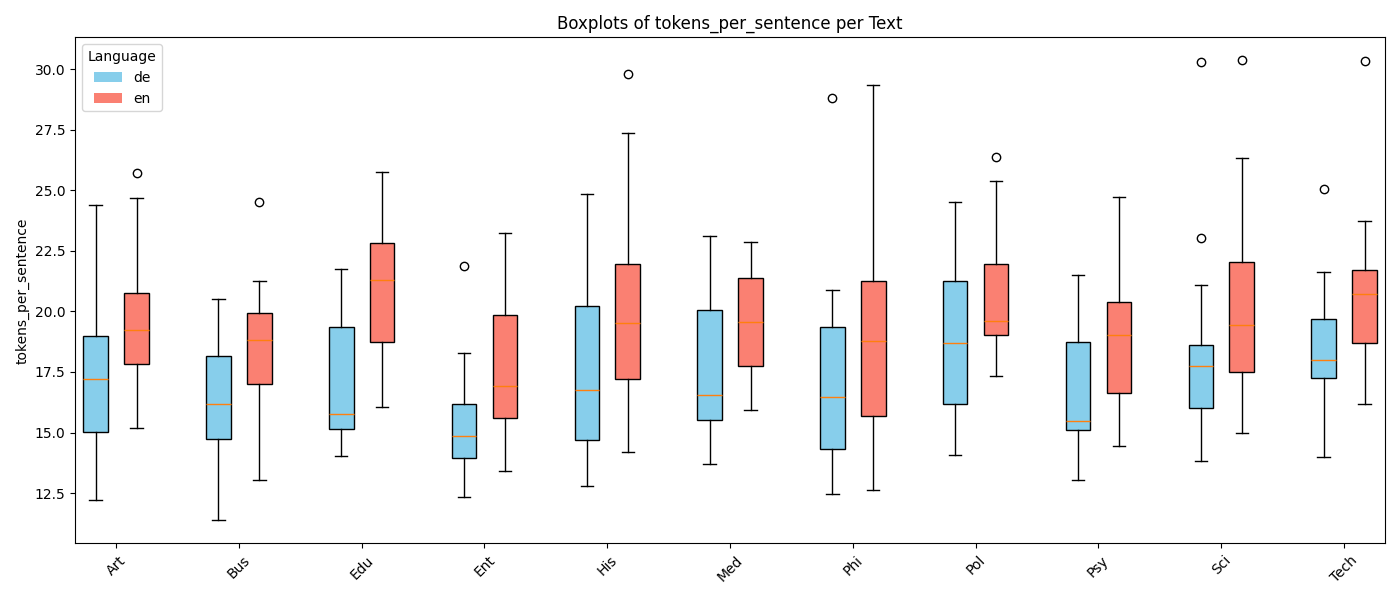 Boxplots of tokens_per_sentence per Text
Language
de
en
tokens_per_sentence
30.0
27.5
25.0
22.5
20.0
17.5
15.0
12.5
Art
Bus
Edu
Ent
His
Med
Phi
Pol
Psy
Sci
Tech